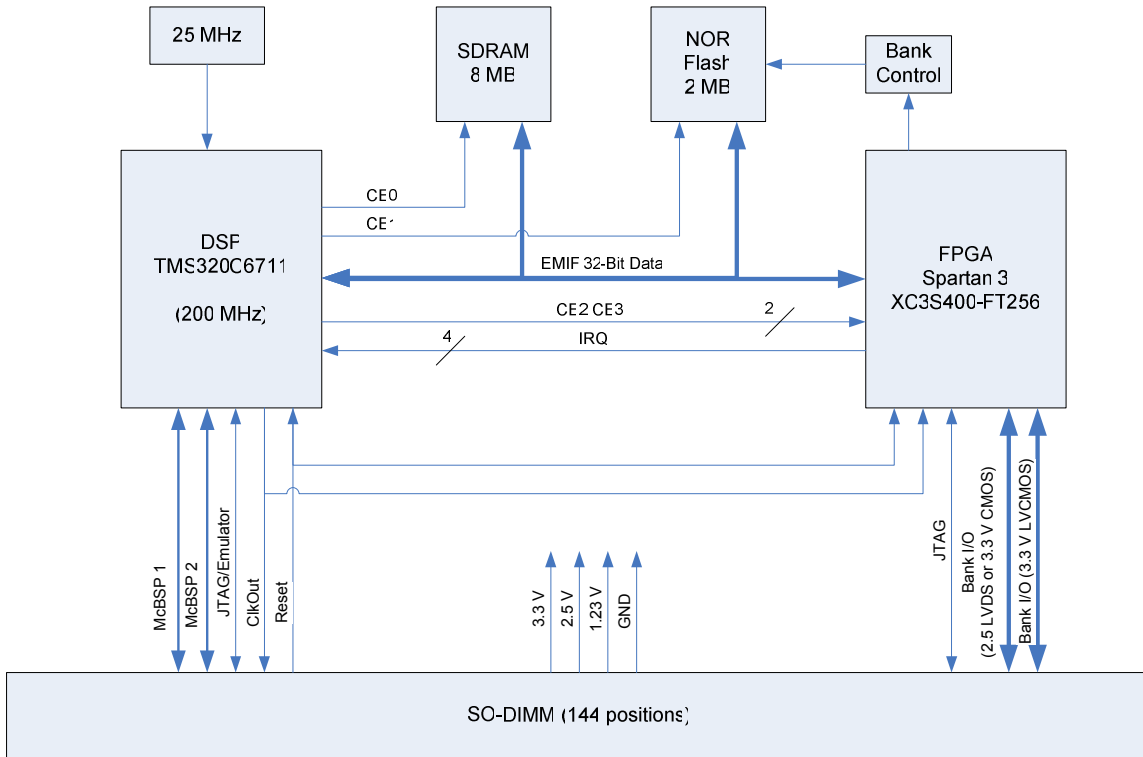 25 MHz
SDRAM
8 MB
NOR
Flash
2 MB
Bank
Control
DSP
TMS320C6711
(200 MHz)
CE0
CE1
EMIF 32-Bit Data
CE2 CE3
2
4
IRQ
FPGA
Spartan 3
XC3S400-FT256
McBSP 1
McBSP 2
JTAG/Emulator
ClkOut
Reset
3.3 V
2.5 V
1.23 V
GND
JTAG
Bank I/O
(2.5 LVDS or 3.3 V CMOS)
Bank I/O (3.3 V LVCMOS)
SO-DIMM (144 positions)